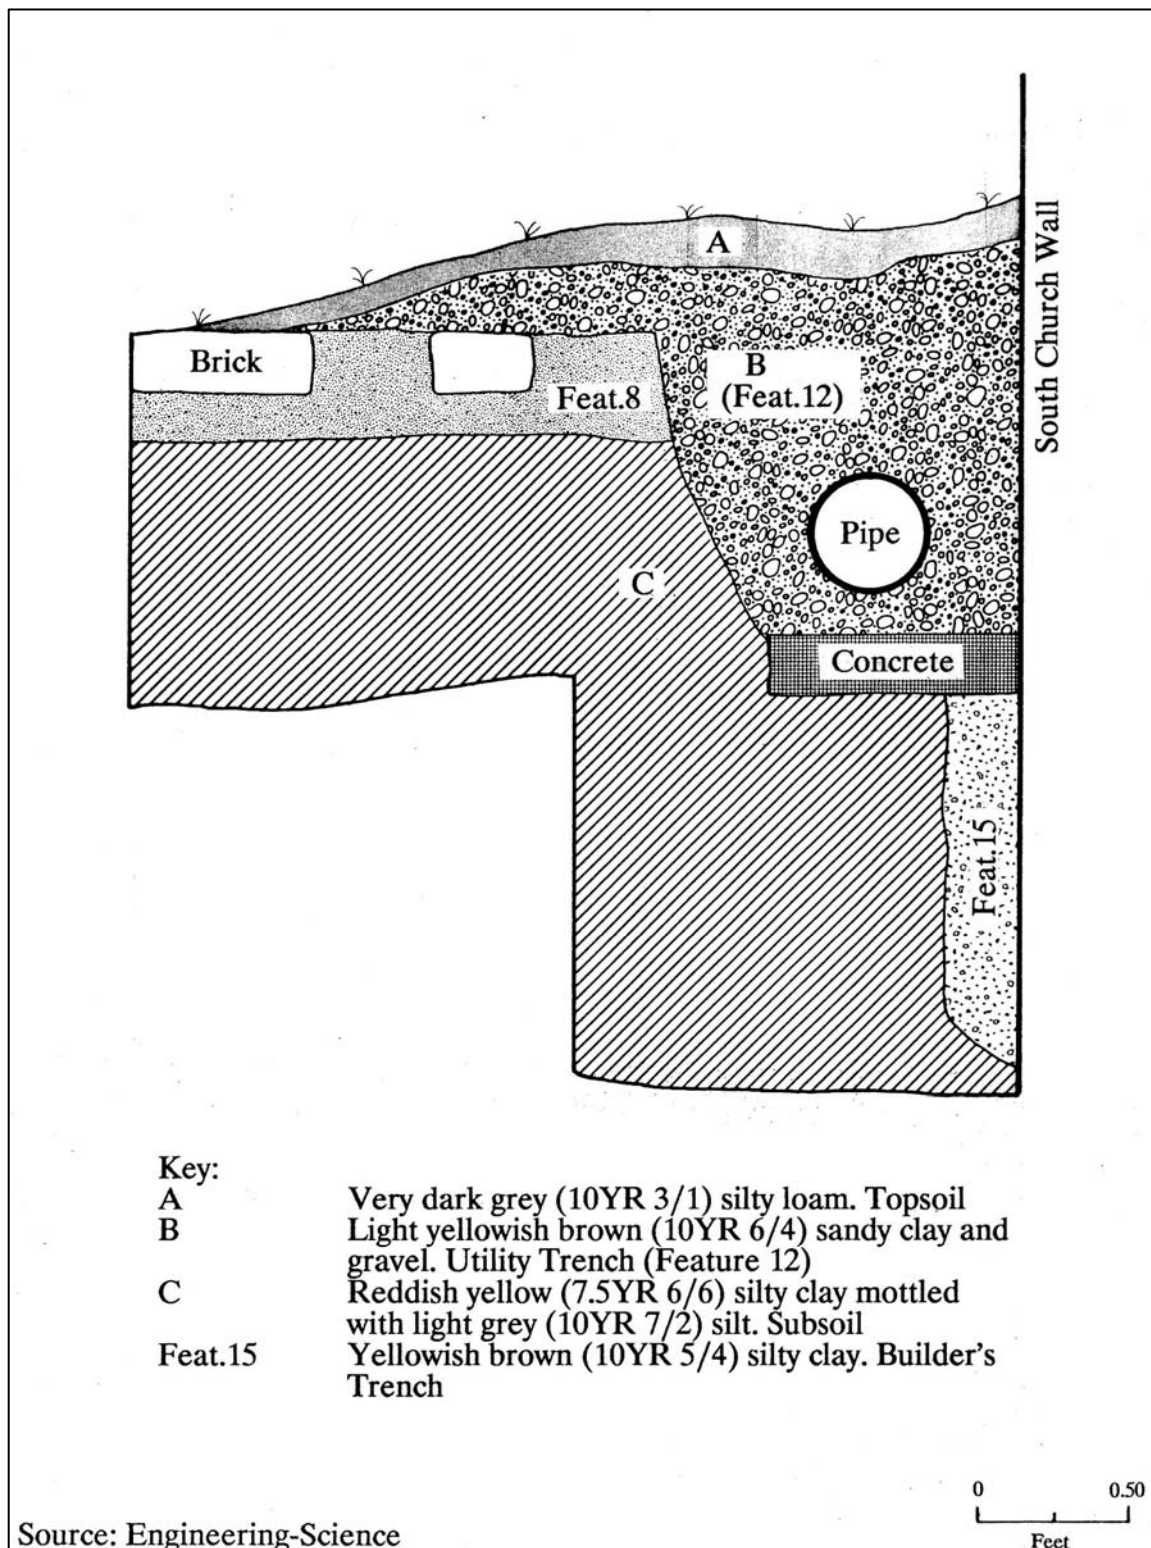 A
South Church Wall
Brick
Feat.8
B
(Feat.12)
Pipe
C
Concrete
Feat.15
Key:
A Very dark grey (10YR 3/1) silty loam. Topsoil
B Light yellowish brown (10YR 6/4) sandy clay and
gravel. Utility Trench (Feature 12)
C Reddish yellow (7.5YR 6/6) silty clay mottled
with light grey (10YR 7/2) silt. Subsoil
Feat.15 Yellowish brown (10YR 5/4) silty clay. Builder's
Trench
0 0.50
Feet
Source: Engineering-Science